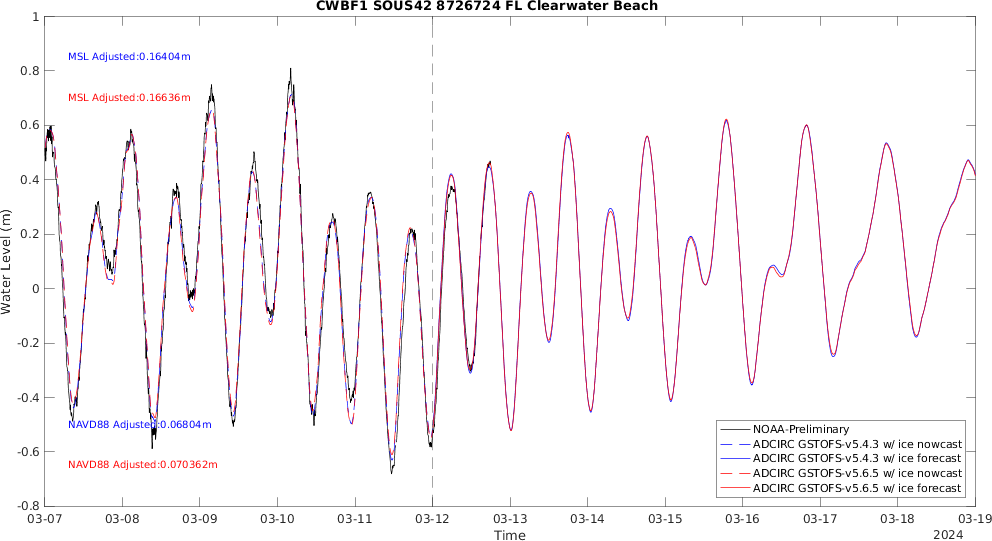 CWBF1 SOUS42 8726724 FL Clearwater Beach
1
0.8
0.6
0.4
0.2
0
-0.2
-0.4
-0.6
-0.8
Water Level (m)
MSL Adjusted:0.16404m
MSL Adjusted:0.16636m
NAVD88 Adjusted:0.06804m
NAVD88 Adjusted:0.070362m
NOAA-Preliminary
ADCIRC GSTOFS-v5.4.3 w/ ice nowcast
ADCIRC GSTOFS-v5.4.3 w/ ice forecast
ADCIRC GSTOFS-v5.6.5 w/ ice nowcast
ADCIRC GSTOFS-v5.6.5 w/ ice forecast
03-07 03-08 03-09 03-10 03-11 03-12 03-13 03-14 03-15 03-16 03-17 03-18 03-19
Time
2024